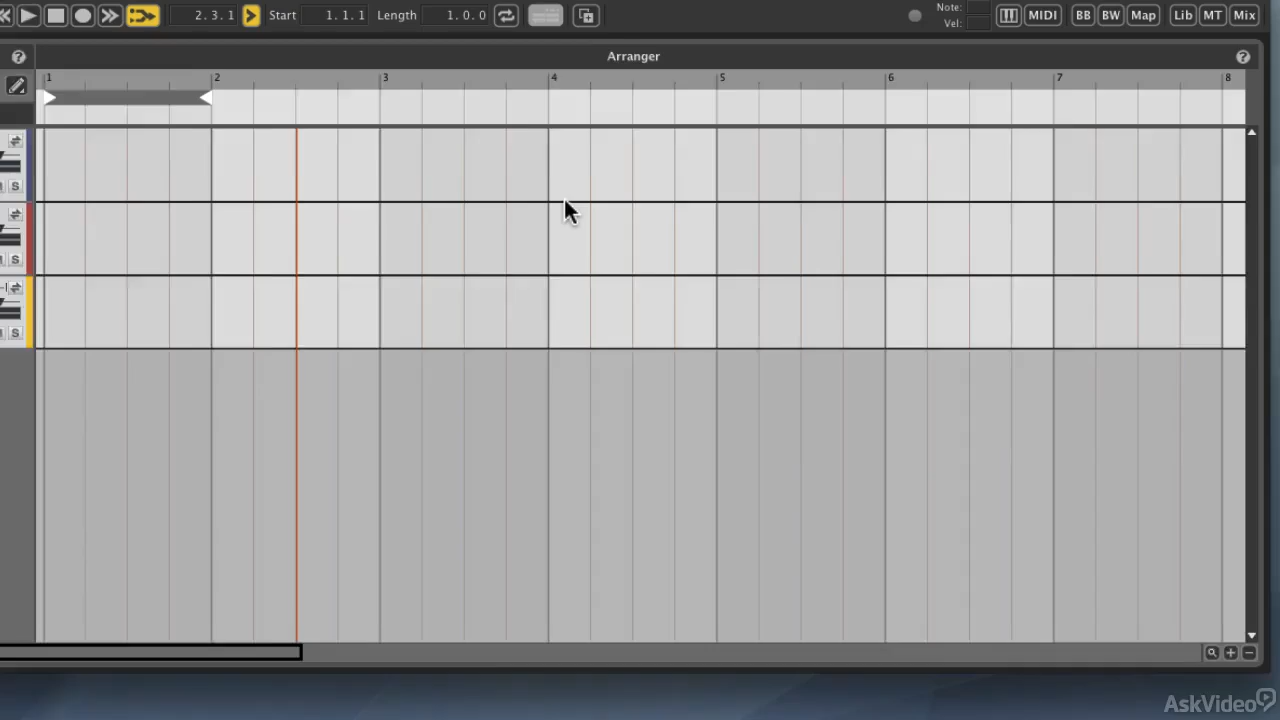 2. 3. 1 Start 1. 1. 1 Length 1. 0. 0 Note: Vel: MIDI BB BW Map Lib MT Mix
? Arranger ?
1 2 3 4 5 6 7 8
S
S
S
AskVideo